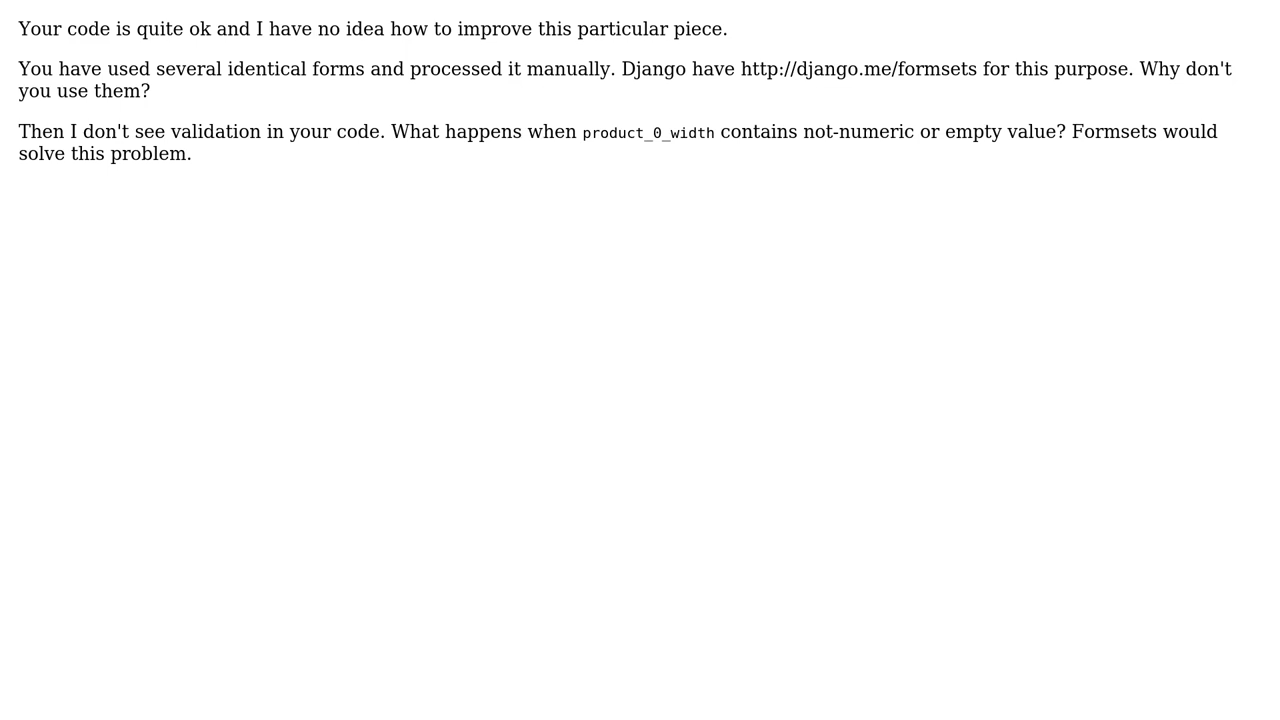 Your code is quite ok and I have no idea how to improve this particular piece.
You have used several identical forms and processed it manually. Django have http://django.me/formsets for this purpose. Why don't
you use them?
Then I don't see validation in your code. What happens when product_0_width contains not-numeric or empty value? Formsets would
solve this problem.